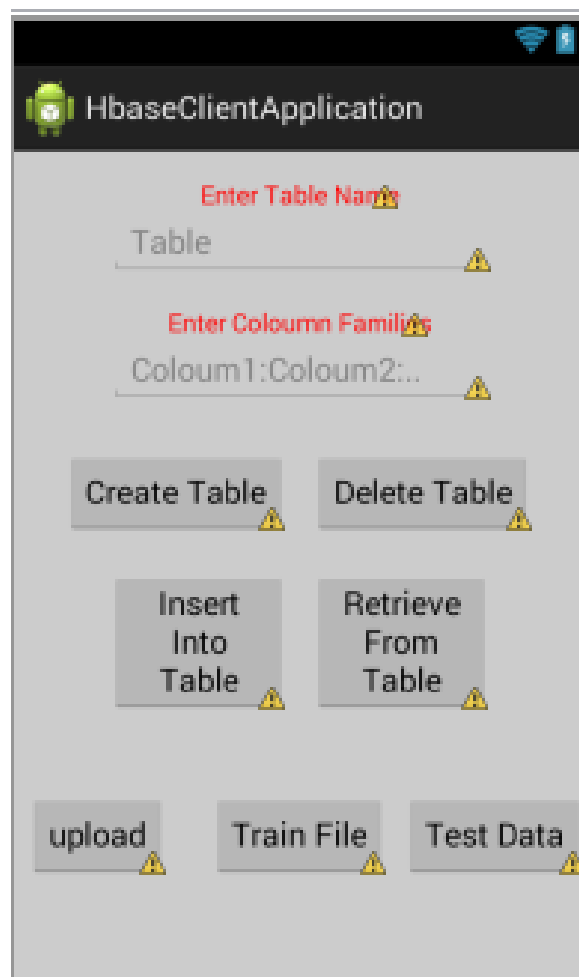 HbaseClientApplication
Enter Table Name
Table
Enter Coloumn Families
Coloum1:Coloum2:..
Create Table
Delete Table
Insert
Into
Table
Retrieve
From
Table
upload
Train File
Test Data